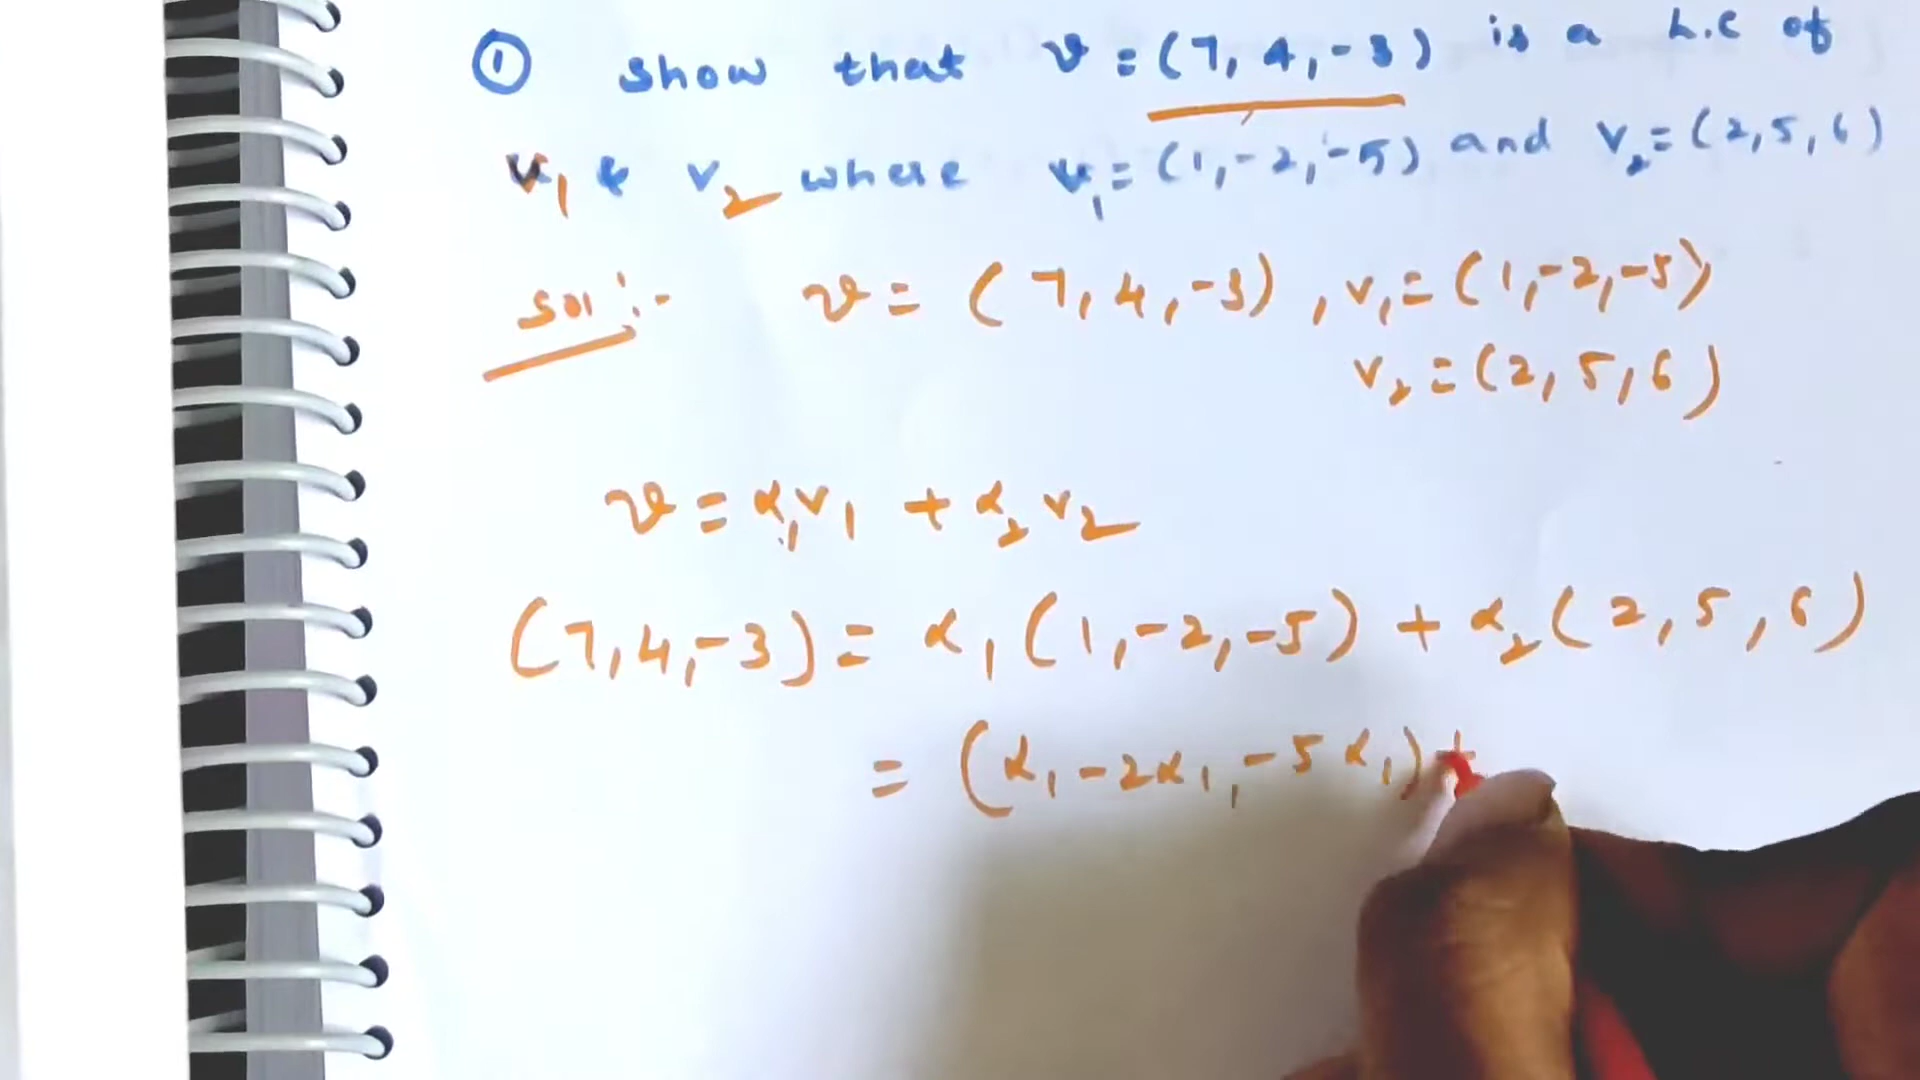 ① Show that v = (7, 4, -3) is a L.C of
v₁ & v₂ where v₁ = (1, -2, -5) and v₂ = (2, 5, 6)
Sol :- v = (7, 4, -3), v₁ = (1, -2, -5)
v₂ = (2, 5, 6)
v = α₁v₁ + α₂v₂
(7, 4, -3) = α₁(1, -2, -5) + α₂(2, 5, 6)
= (α₁ -2α₁, -5α₁) +